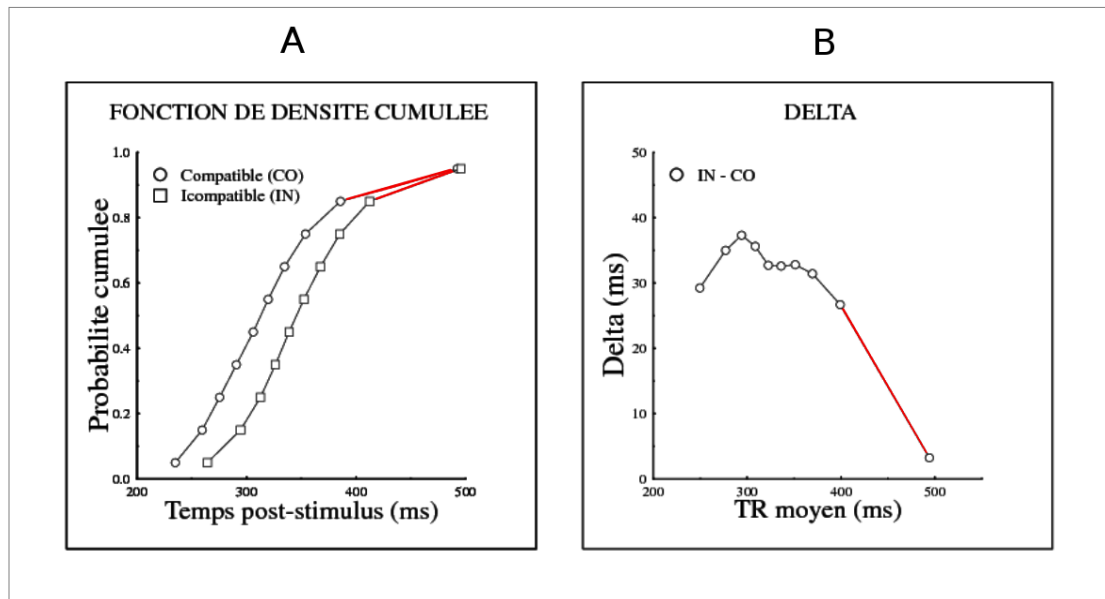 A
B
FONCTION DE DENSITE CUMULEE
Compatible (CO)
Icompatible (IN)
Probabilite cumulee
1.0
0.8
0.6
0.4
0.2
0.0
200
300
400
500
Temps post-stimulus (ms)
DELTA
IN - CO
Delta (ms)
50
40
30
20
10
0
200
300
400
500
TR moyen (ms)